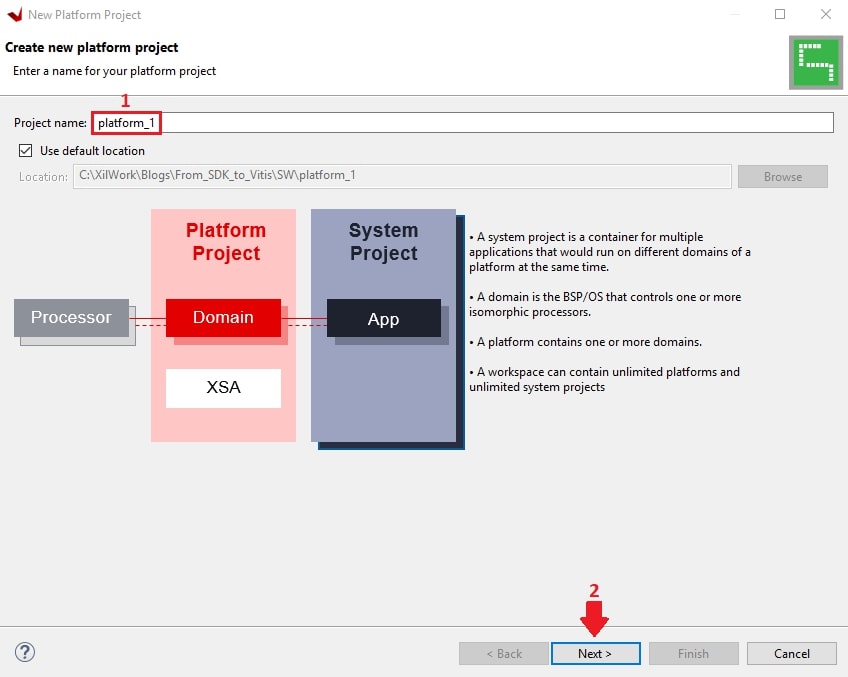 New Platform Project
Create new platform project
Enter a name for your platform project
1
Project name: platform_1
Use default location
Location: C:\XilWork\Blogs\From_SDK_to_Vitis\SW\platform_1 Browse
Platform
Project
System
Project
Processor
Domain
App
XSA
• A system project is a container for multiple
applications that would run on different domains of a
platform at the same time.
• A domain is the BSP/OS that controls one or more
isomorphic processors.
• A platform contains one or more domains.
• A workspace can contain unlimited platforms and
unlimited system projects
2
? < Back Next > Finish Cancel